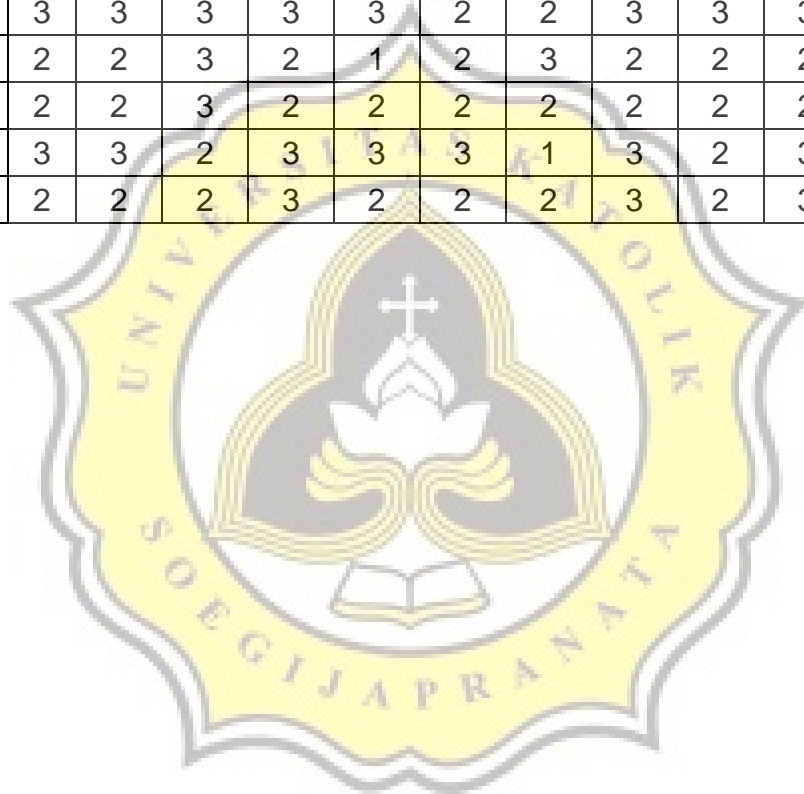 3 3 3 3 3 2 2 3 3
2 2 3 2 1 2 3 2 2
2 2 3 2 2 2 2 2 2
3 3 2 3 3 3 1 3 2
2 2 2 3 2 2 2 3 2
UNIVERSITAS KATOLIK
SOEGIJAPRANATA